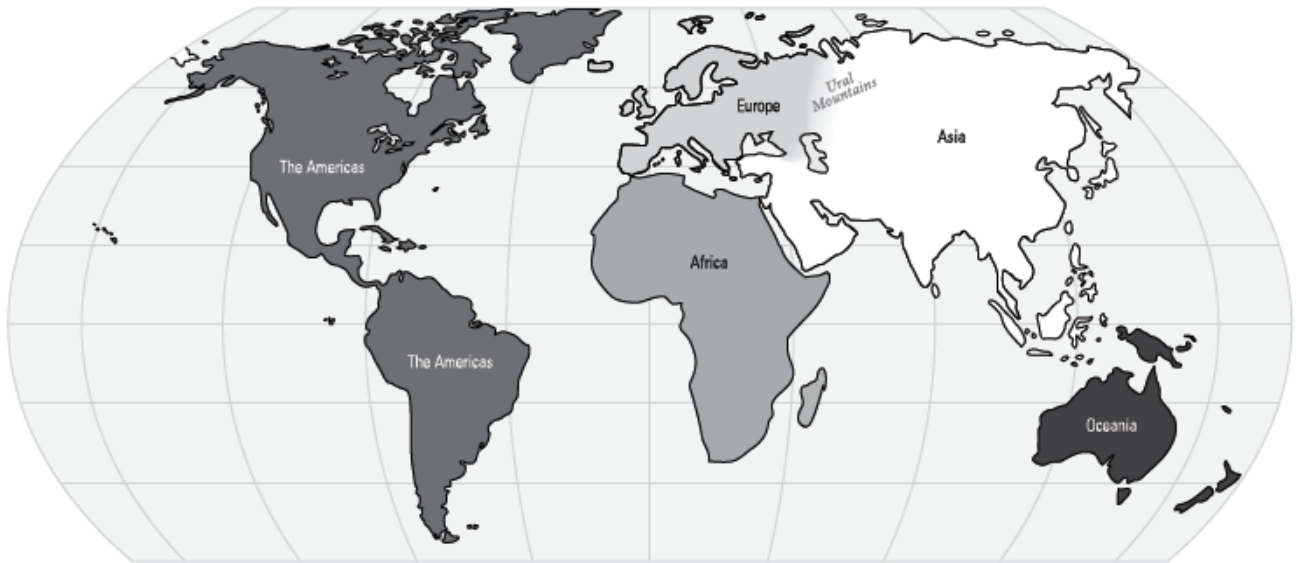 Ural
Mountains
Europe
Asia
The Americas
Africa
The Americas
Oceania